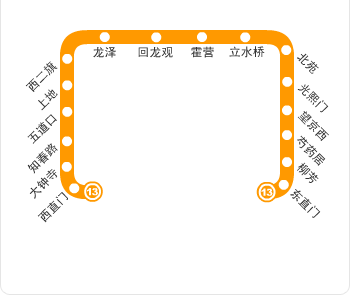 龙泽
回龙观
霍营
立水桥
西二旗
上地
五道口
知春路
大钟寺
西直门
13
北苑
光熙门
望京西
芍药居
柳芳
东直门
13